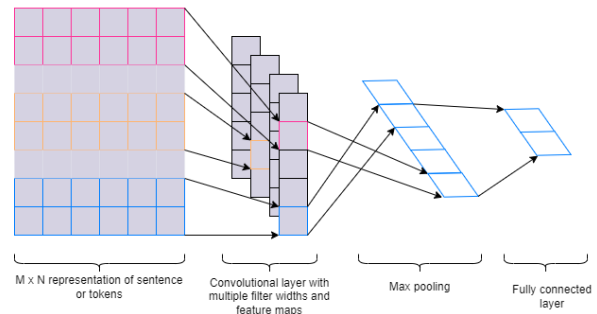 M x N representation of sentence
or tokens
Convolutional layer with
multiple filter widths and
feature maps
Max pooling
Fully connected
layer